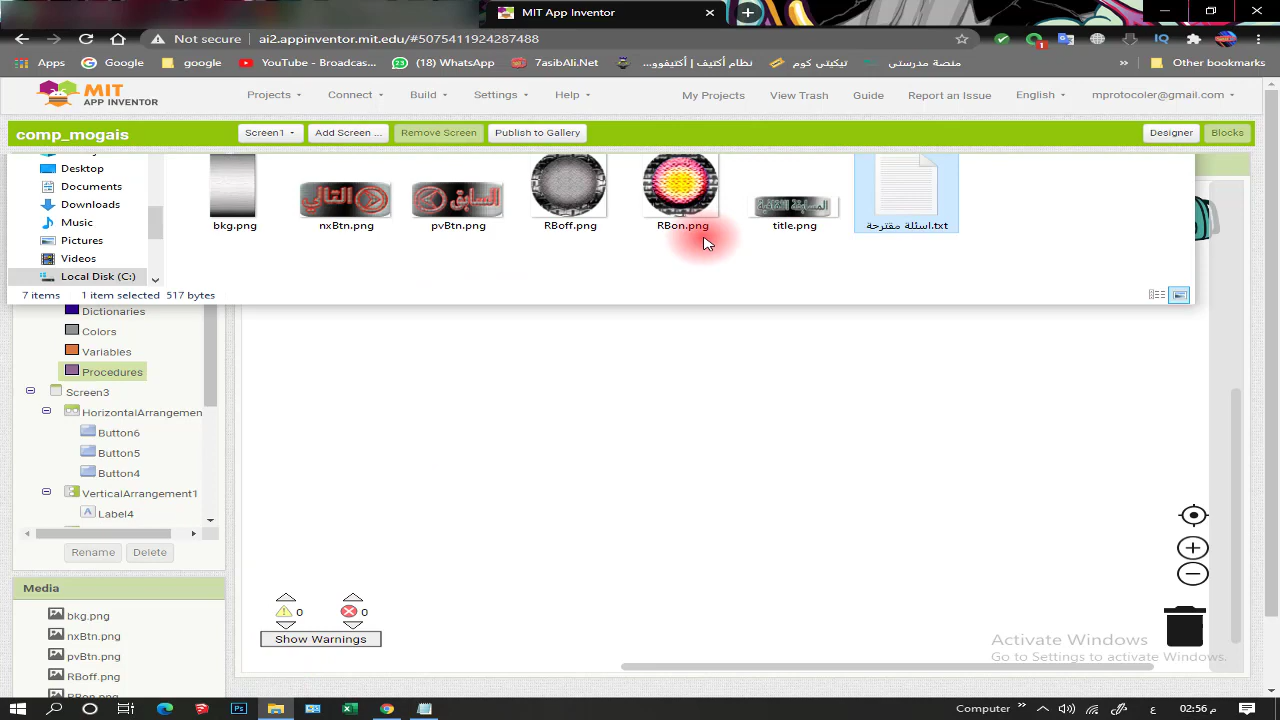 MIT App Inventor
Not secure
ai2.appinventor.mit.edu/#5075411924287488
1
Apps
Google
google
YouTube - Broadcas...
(18) WhatsApp
7asibAli.Net
نظام أكتيف | أكتيفوو...
تيكيتي كوم
منصة مدرستي
»
Other bookmarks
MIT
APP INVENTOR
Projects
Connect
Build
Settings
Help
My Projects
View Trash
Guide
Report an Issue
English
mprotocoler@gmail.com
comp_mogais
Screen1
Add Screen ...
Remove Screen
Publish to Gallery
Designer
Blocks
Desktop
Documents
Downloads
Music
Pictures
Videos
Local Disk (C:)
التالي
السابق
المسابقة الثقافية
bkg.png
nxBtn.png
pvBtn.png
RBoff.png
RBon.png
title.png
اسئلة مقترحة.txt
7 items
1 item selected
517 bytes
Dictionaries
Colors
Variables
Procedures
Screen3
HorizontalArrangemen
Button6
Button5
Button4
VerticalArrangement1
Label4
Rename
Delete
Media
bkg.png
nxBtn.png
pvBtn.png
RBoff.png
RBon.png
0
0
Show Warnings
Activate Windows
Go to Settings to activate Windows.
Computer
»
ع
02:56 م